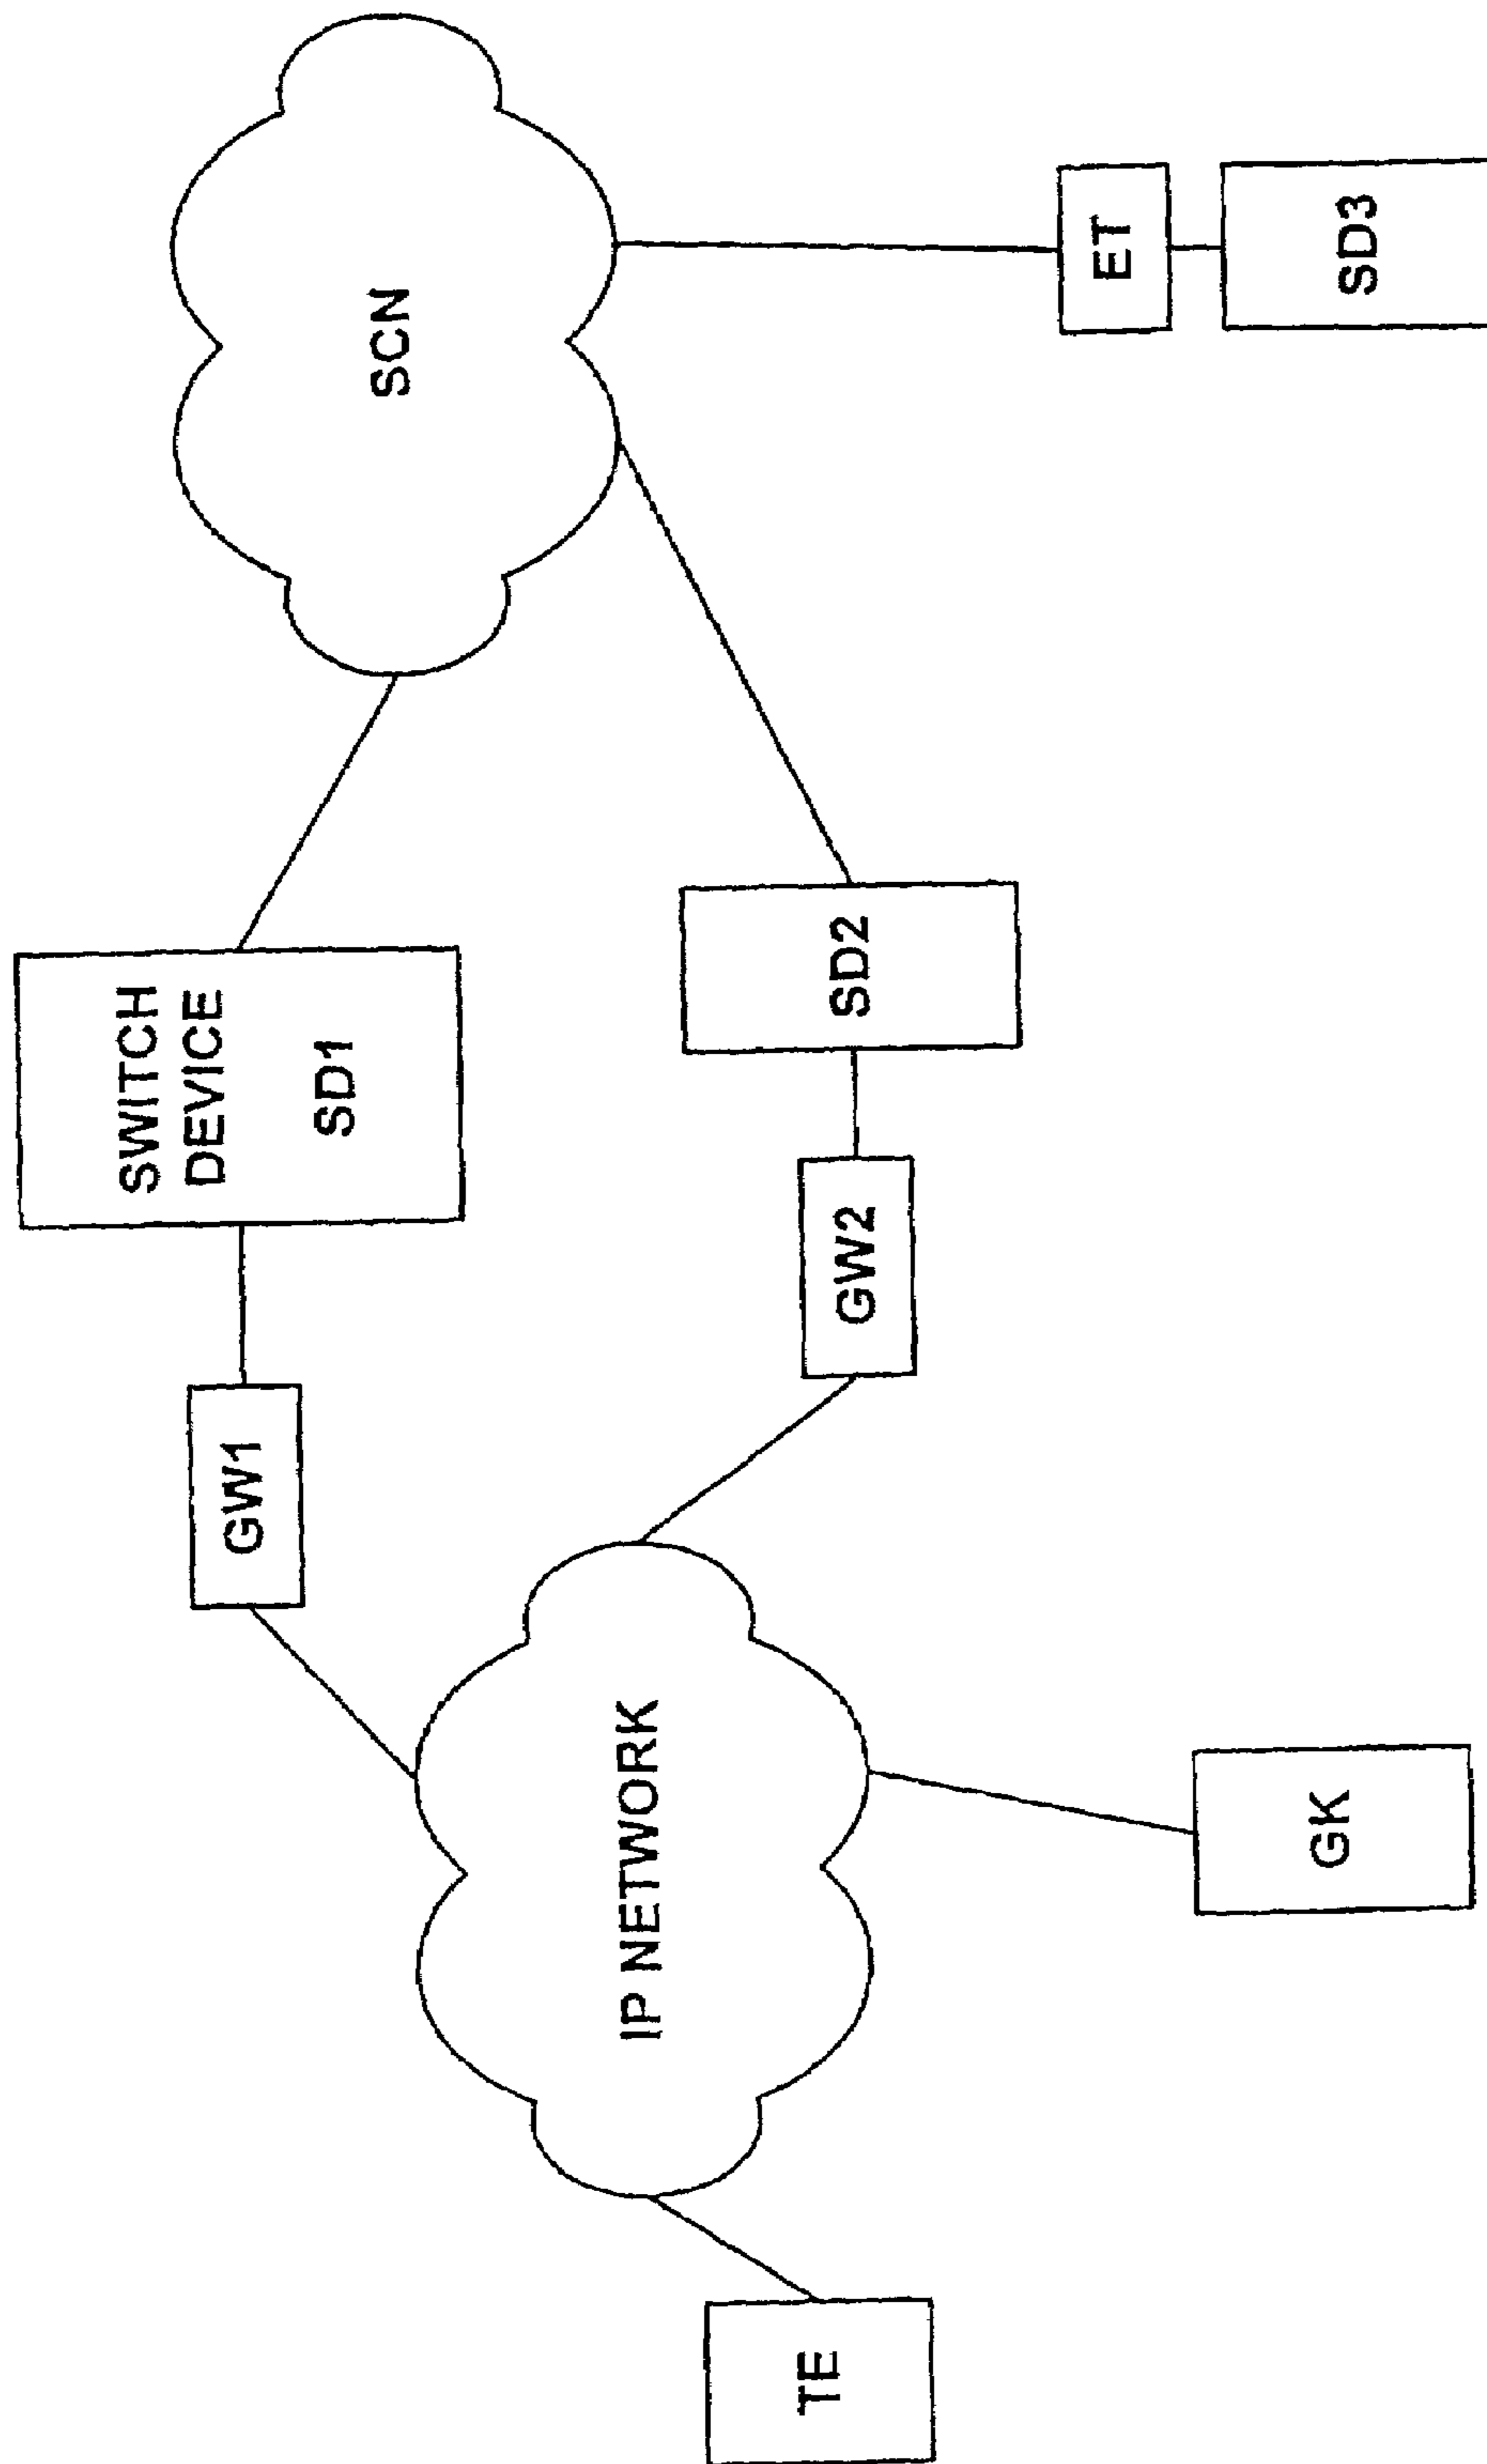 SWITCH
DEVICE
SD1
SCN
GW1
GW2
SD2
IP NETWORK
ET
SD3
TE
GK